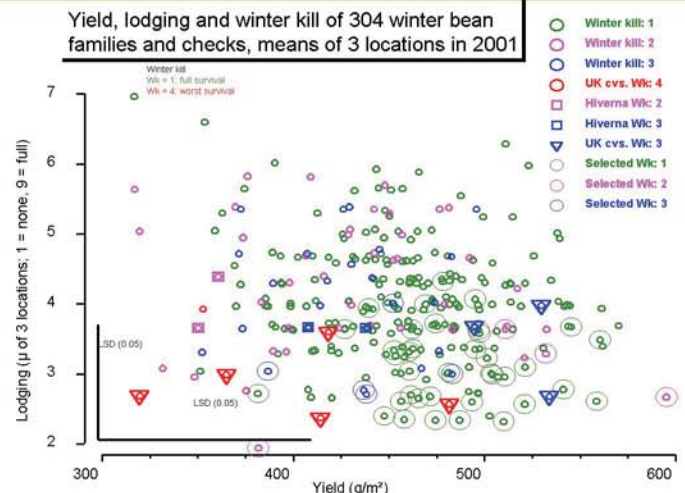 Yield, lodging and winter kill of 304 winter bean
families and checks, means of 3 locations in 2001
Winter kill
Wk = 1: full survival
Wk = 4: worst survival
Winter kill: 1
Winter kill: 2
Winter kill: 3
UK cvs. Wk: 4
Hiverna Wk: 2
Hiverna Wk: 3
UK cvs. Wk: 3
Selected Wk: 1
Selected Wk: 2
Selected Wk: 3
Lodging (µ of 3 locations; 1 = none, 9 = full)
7
6
5
4
3
2
LSD (0.05)
LSD (0.05)
300
400
500
600
Yield (g/m²)